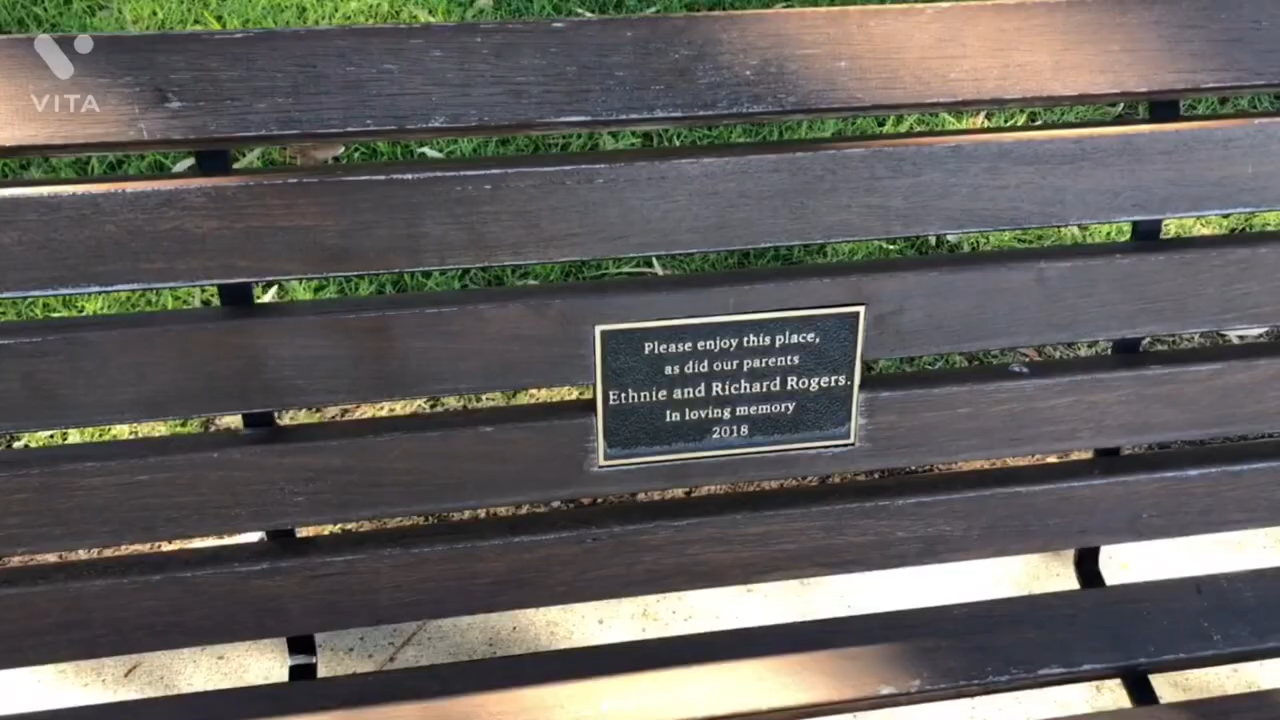 VITA
Please enjoy this place,
as did our parents
Ethnie and Richard Rogers.
In loving memory
2018